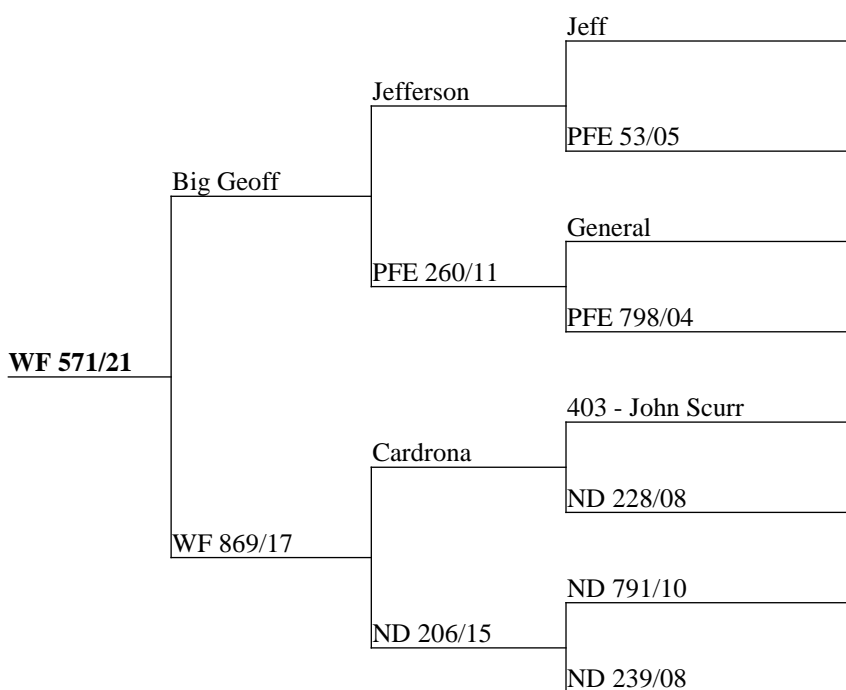 Jeff
Jefferson
PFE 53/05
Big Geoff
General
PFE 260/11
PFE 798/04
WF 571/21
403 - John Scurr
Cardrona
ND 228/08
WF 869/17
ND 791/10
ND 206/15
ND 239/08